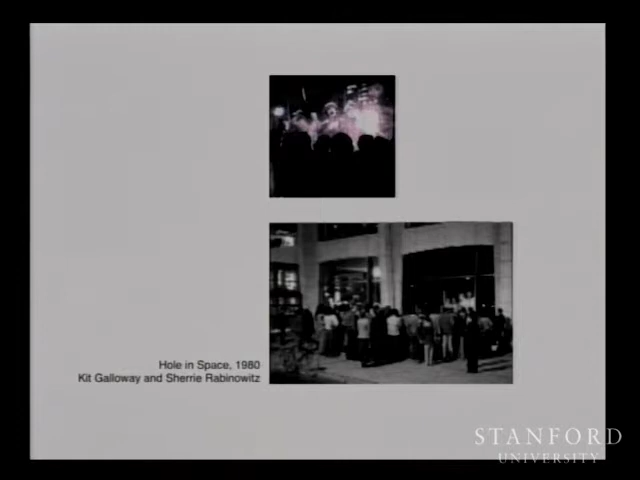 Hole in Space, 1980
Kit Galloway and Sherrie Rabinowitz
STANFORD
UNIVERSITY